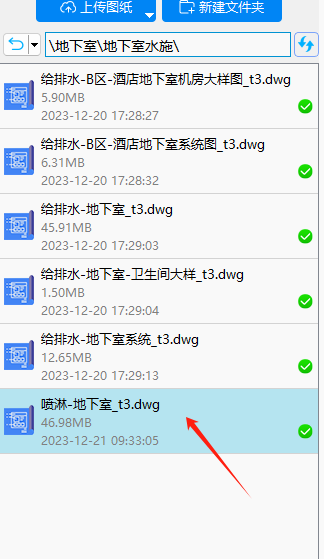 上传图纸
新建文件夹
\地下室\地下室水施\
给排水-B区-酒店地下室机房大样图_t3.dwg
5.90MB
2023-12-20 17:28:27
给排水-B区-酒店地下室系统图_t3.dwg
6.31MB
2023-12-20 17:28:32
给排水-地下室_t3.dwg
45.91MB
2023-12-20 17:29:03
给排水-地下室-卫生间大样_t3.dwg
1.50MB
2023-12-20 17:29:04
给排水-地下室系统_t3.dwg
12.65MB
2023-12-20 17:29:13
喷淋-地下室_t3.dwg
46.98MB
2023-12-21 09:33:05